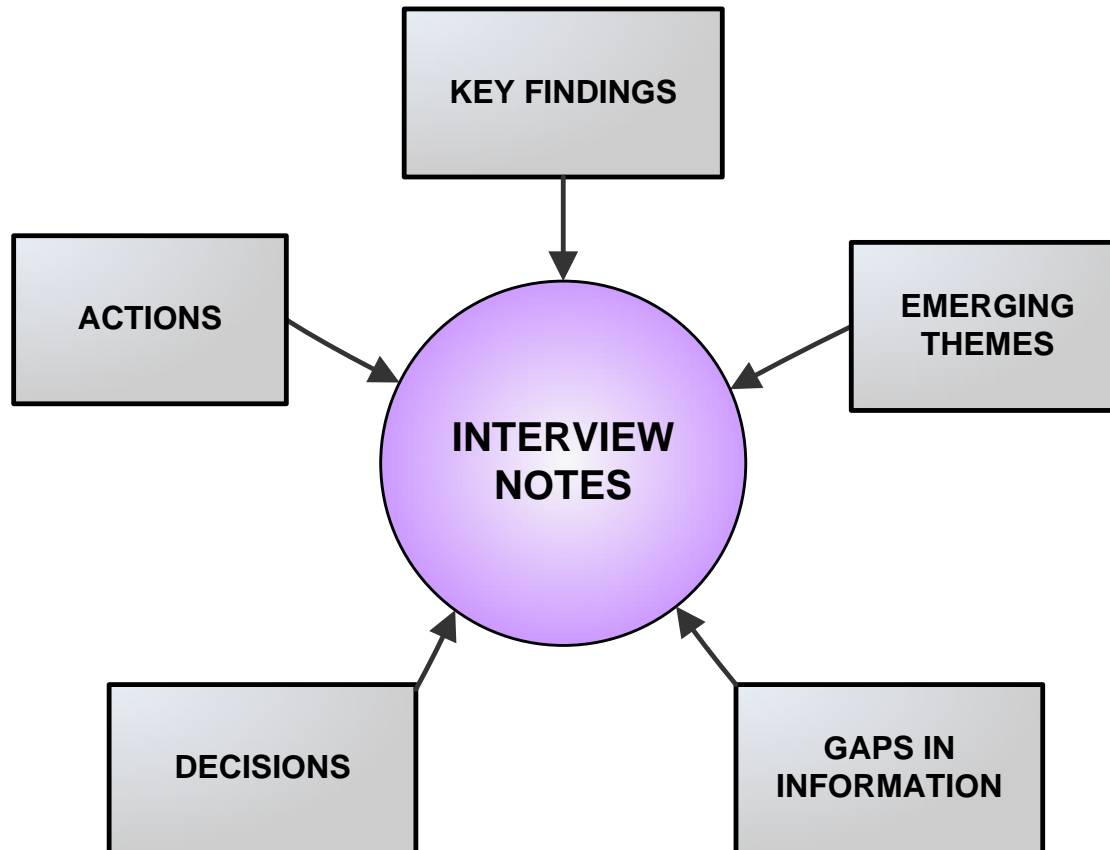 KEY FINDINGS
ACTIONS
EMERGING
THEMES
INTERVIEW
NOTES
DECISIONS
GAPS IN
INFORMATION